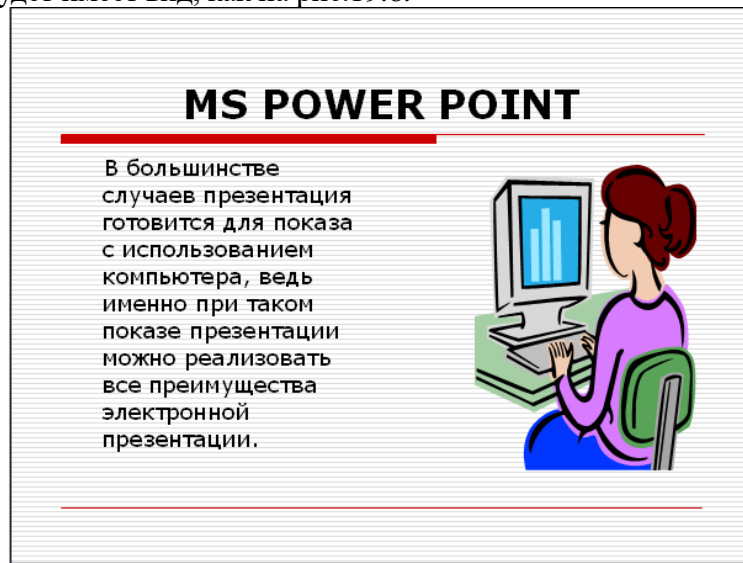 MS POWER POINT
В большинстве
случаев презентация
готовится для показа
с использованием
компьютера, ведь
именно при таком
показе презентации
можно реализовать
все преимущества
электронной
презентации.